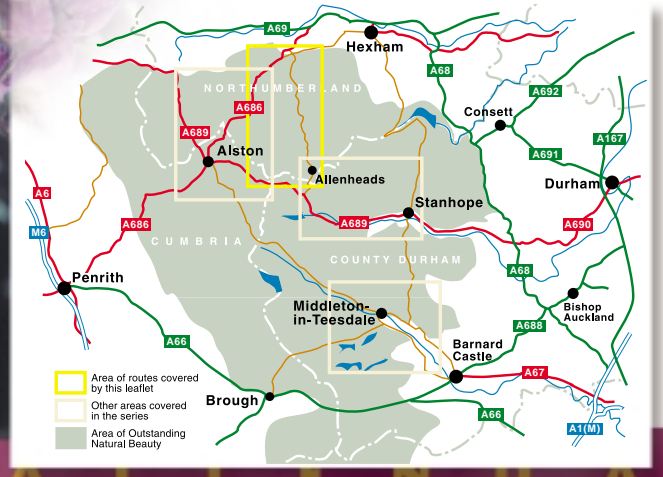 A69
Hexham
A68
A692
NORTHUMBERLAND
A686
Consett
A689
A167
Alston
A691
Allenheads
Durham
A6
Stanhope
M6
A686
A689
A690
CUMBRIA
COUNTY DURHAM
Penrith
A68
Middleton-
in-Teesdale
Bishop
Auckland
A66
A688
Barnard
Castle
A67
Area of routes covered
by this leaflet
Other areas covered
in the series
Brough
A66
Area of Outstanding
Natural Beauty
A1(M)